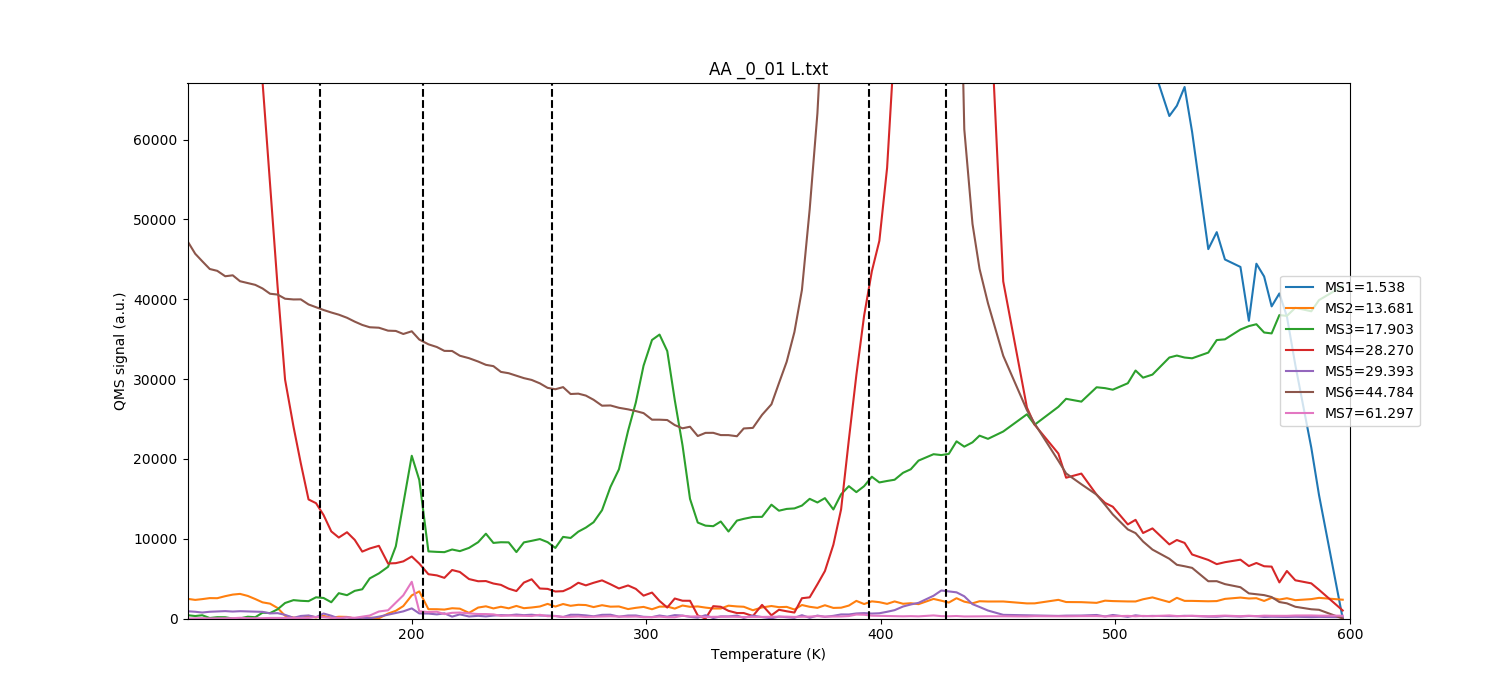 AA _0_01 L.txt
QMS signal (a.u.)
60000
50000
40000
30000
20000
10000
0
200
300
400
500
600
Temperature (K)
MS1=1.538
MS2=13.681
MS3=17.903
MS4=28.270
MS5=29.393
MS6=44.784
MS7=61.297